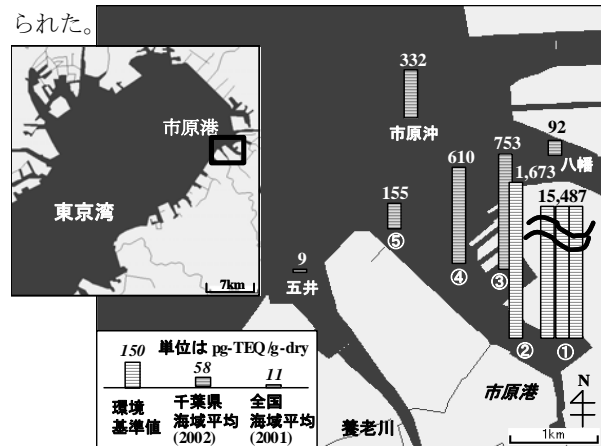 られた。
市原港
東京湾
7km
332
市原沖
92
八幡
753
1,673
610
15,487
155
⑤
④
③
9
五井
②
①
単位は pg-TEQ/g-dry
150
58
11
環境
基準値
千葉県
海域平均
(2002)
全国
海域平均
(2001)
養老川
市原港
N
1km